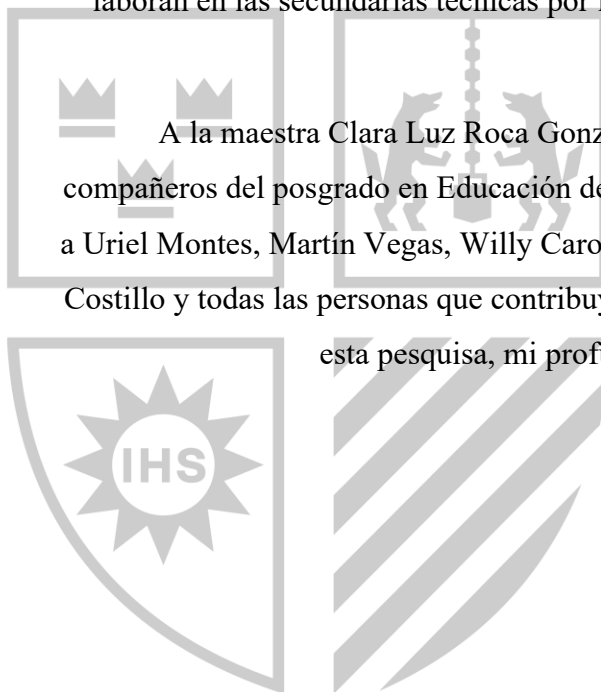 laboran en las secundarias técnicas por
A la maestra Clara Luz Roca Gonz
compañeros del posgrado en Educación de
a Uriel Montes, Martín Vegas, Willy Caro
Costillo y todas las personas que contribuy
esta pesquisa, mi prof
IHS